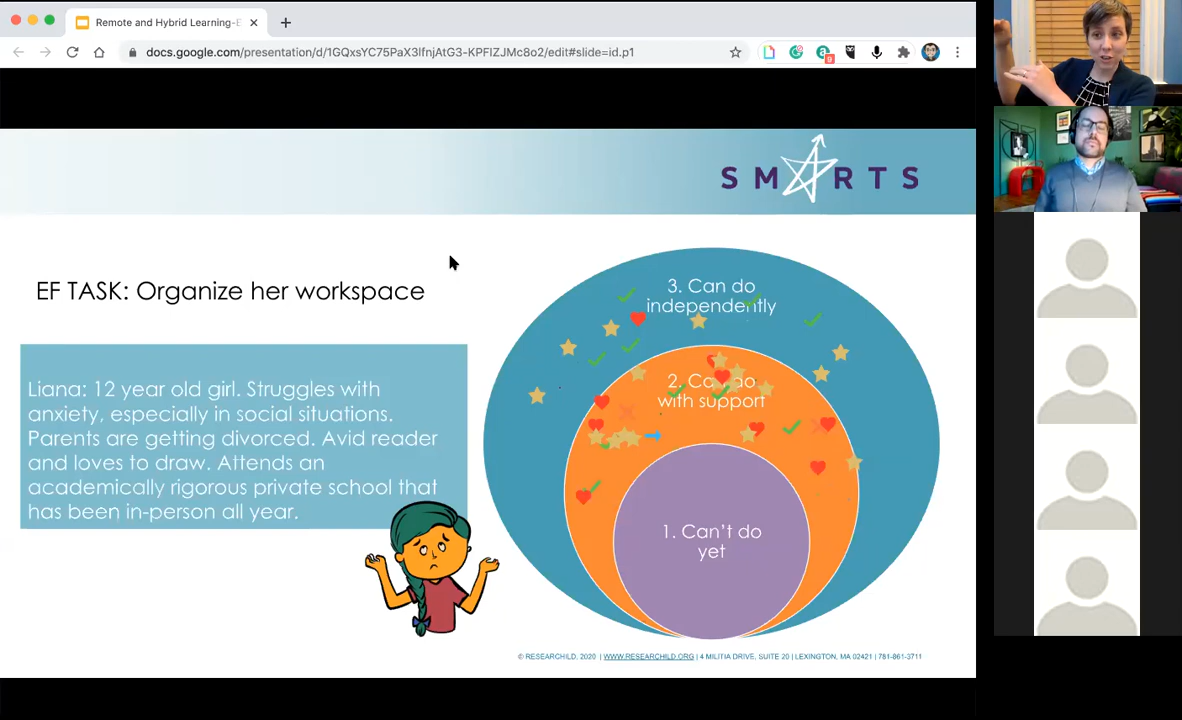 Remote and Hybrid Learning-E
docs.google.com/presentation/d/1GQxsYC75PaX3lfnjAtG3-KPFIZJMc8o2/edit#slide=id.p1
SMARTS
EF TASK: Organize her workspace
Liana: 12 year old girl. Struggles with
anxiety, especially in social situations.
Parents are getting divorced. Avid reader
and loves to draw. Attends an
academically rigorous private school that
has been in-person all year.
3. Can do
independently
2. Can do
with support
1. Can't do
yet
© RESEARCHILD, 2020 | WWW.RESEARCHILD.ORG | 4 MILITIA DRIVE, SUITE 20 | LEXINGTON, MA 02421 | 781-861-3711